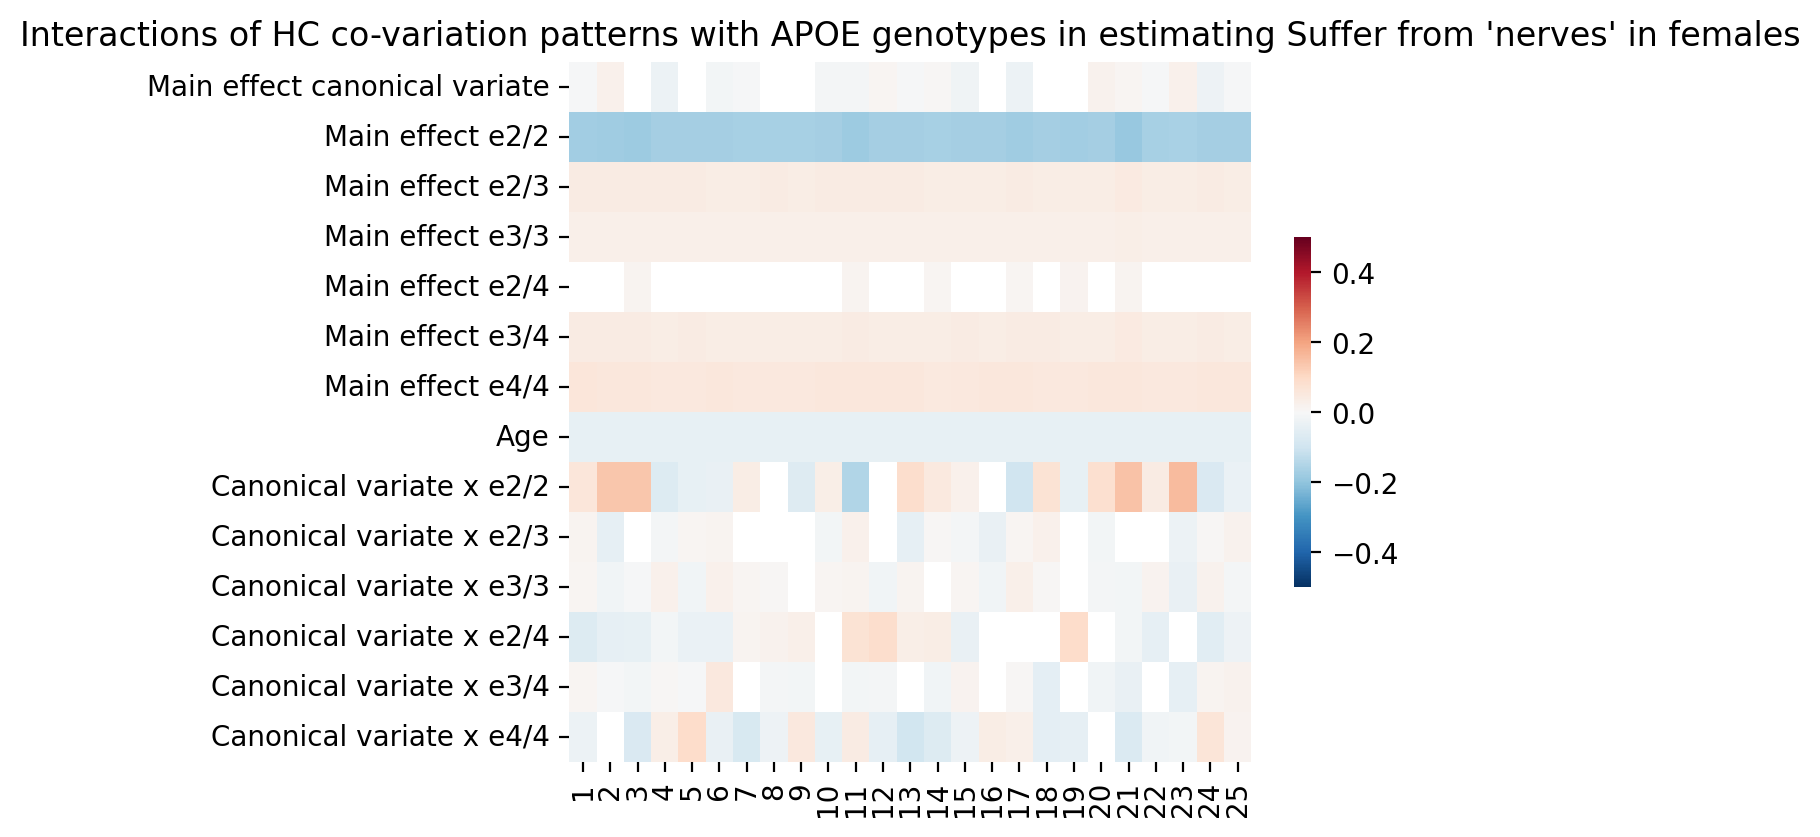 Interactions of HC co-variation patterns with APOE genotypes in estimating Suffer from 'nerves' in females
Main effect canonical variate
Main effect e2/2
Main effect e2/3
Main effect e3/3
Main effect e2/4
Main effect e3/4
Main effect e4/4
Age
Canonical variate x e2/2
Canonical variate x e2/3
Canonical variate x e3/3
Canonical variate x e2/4
Canonical variate x e3/4
Canonical variate x e4/4
1 2 3 4 5 6 7 8 9 10 11 12 13 14 15 16 17 18 19 20 21 22 23 24 25
0.4
0.2
0.0
−0.2
−0.4